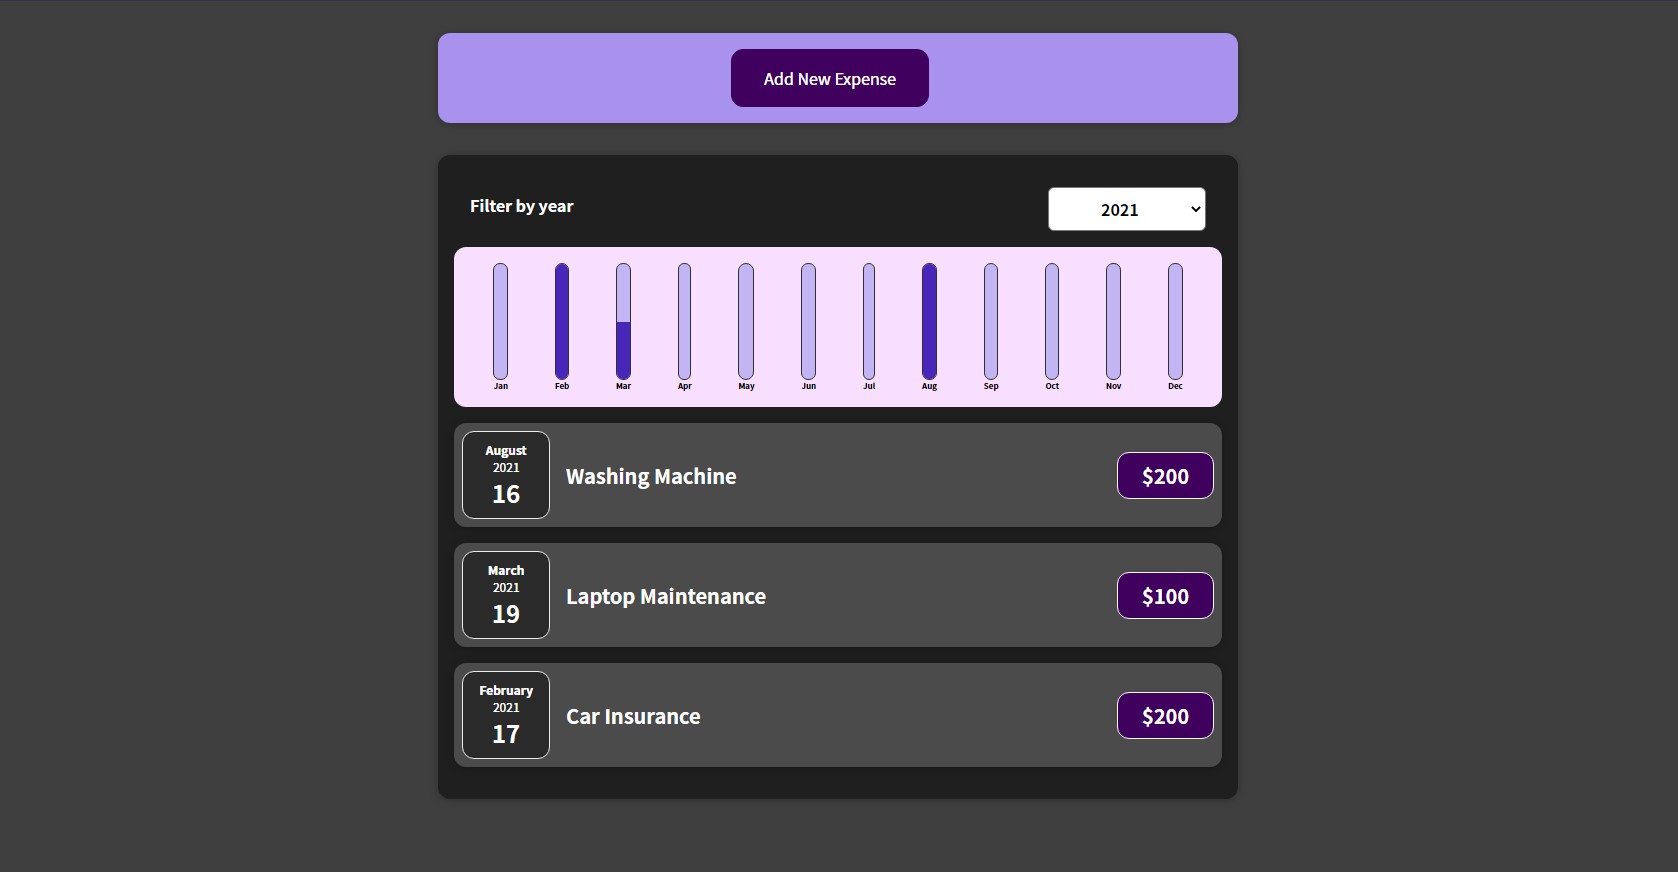 Add New Expense
Filter by year
2021
Jan Feb Mar Apr May Jun Jul Aug Sep Oct Nov Dec
August
2021
16
Washing Machine
$200
March
2021
19
Laptop Maintenance
$100
February
2021
17
Car Insurance
$200